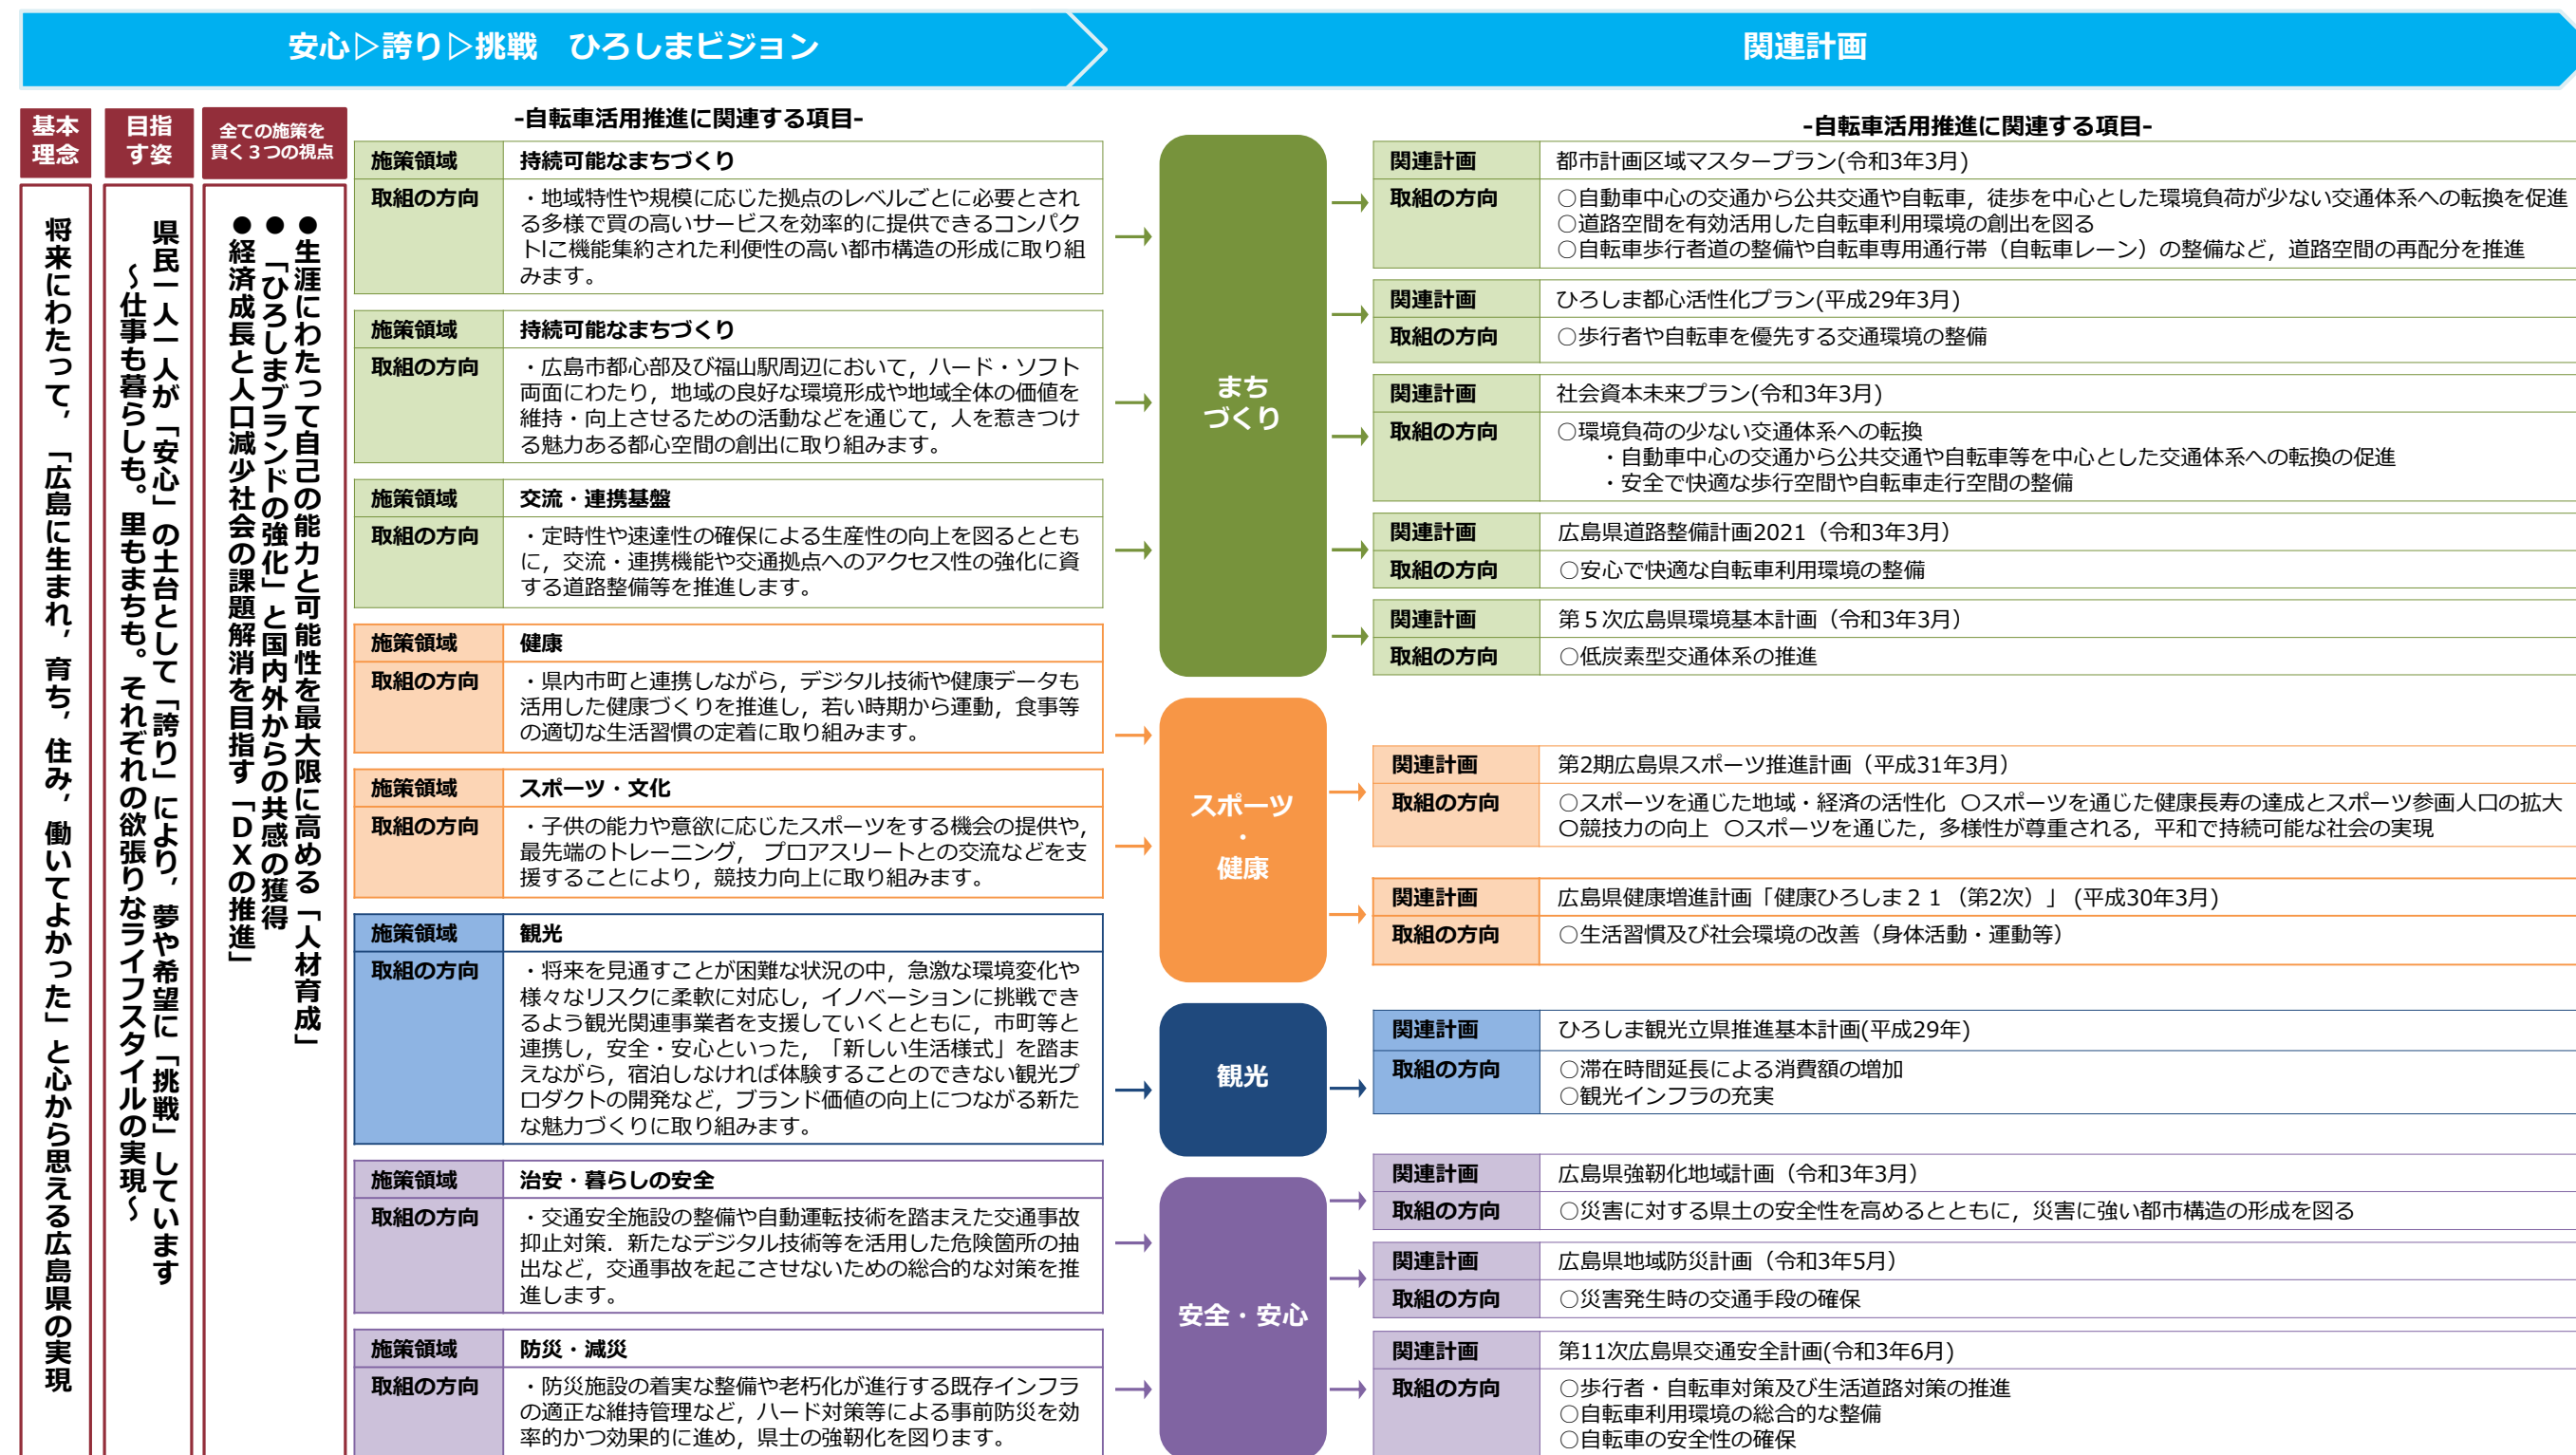 安心▷誇り▷挑戦　ひろしまビジョン
関連計画
基本
理念
将来にわたって，「広島に生まれ，育ち，住み，働いてよかった」と心から思える広島県の実現
目指
す姿
県民一人一人が「安心」の土台として「誇り」により，夢や希望に「挑戦」しています
～仕事も暮らしも。里もまちも。それぞれの欲張りなライフスタイルの実現～
全ての施策を
貫く３つの視点
●生涯にわたって自己の能力と可能性を最大限に高める「人材育成」
●「ひろしまブランドの強化」と国内外からの共感の獲得
●経済成長と人口減少社会の課題解消を目指す「ＤＸの推進」
-自転車活用推進に関連する項目-
施策領域　持続可能なまちづくり
取組の方向　・地域特性や規模に応じた拠点のレベルごとに必要とされ
る多様で買の高いサービスを効率的に提供できるコンパク
トIこ機能集約された利便性の高い都市構造の形成に取り組
みます。
施策領域　持続可能なまちづくり
取組の方向　・広島市都心部及び福山駅周辺において，ハード・ソフト
両面にわたり，地域の良好な環境形成や地域全体の価値を
維持・向上させるための活動などを通じて，人を惹きつけ
る魅力ある都心空間の創出に取り組みます。
施策領域　交流・連携基盤
取組の方向　・定時性や速達性の確保による生産性の向上を図るととも
に，交流・連携機能や交通拠点へのアクセス性の強化に資
する道路整備等を推進します。
施策領域　健康
取組の方向　・県内市町と連携しながら，デジタル技術や健康データも
活用した健康づくりを推進し，若い時期から運動，食事等
の適切な生活習慣の定着に取り組みます。
施策領域　スポーツ・文化
取組の方向　・子供の能力や意欲に応じたスポーツをする機会の提供や，
最先端のトレーニング， プロアスリートとの交流などを支
援することにより，競技力向上に取り組みます。
施策領域　観光
取組の方向　・将来を見通すことが困難な状況の中，急激な環境変化や
様々なリスクに柔軟に対応し，イノベーションに挑戦でき
るよう観光関連事業者を支援していくとともに，市町等と
連携し，安全・安心といった，「新しい生活様式」を踏ま
えながら，宿泊しなければ体験することのできない観光プ
ロダクトの開発など，ブランド価値の向上につながる新た
な魅力づくりに取り組みます。
施策領域　治安・暮らしの安全
取組の方向　・交通安全施設の整備や自動運転技術を踏まえた交通事故
抑止対策．新たなデジタル技術等を活用した危険箇所の抽
出など，交通事故を起こさせないための総合的な対策を推
進します。
施策領域　防災・減災
取組の方向　・防災施設の着実な整備や老朽化が進行する既存インフラ
の適正な維持管理など，ハード対策等による事前防災を効
率的かつ効果的に進め，県土の強靭化を図ります。
まち
づくり
スポーツ
・
健康
観光
安全・安心
-自転車活用推進に関連する項目-
関連計画　都市計画区域マスタープラン(令和3年3月)
取組の方向　○自動車中心の交通から公共交通や自転車，徒歩を中心とした環境負荷が少ない交通体系への転換を促進
○道路空間を有効活用した自転車利用環境の創出を図る
○自転車歩行者道の整備や自転車専用通行帯（自転車レーン）の整備など，道路空間の再配分を推進
関連計画　ひろしま都心活性化プラン(平成29年3月)
取組の方向　○歩行者や自転車を優先する交通環境の整備
関連計画　社会資本未来プラン(令和3年3月)
取組の方向　○環境負荷の少ない交通体系への転換
・自動車中心の交通から公共交通や自転車等を中心とした交通体系への転換の促進
・安全で快適な歩行空間や自転車走行空間の整備
関連計画　広島県道路整備計画2021（令和3年3月）
取組の方向　○安心で快適な自転車利用環境の整備
関連計画　第５次広島県環境基本計画（令和3年3月）
取組の方向　○低炭素型交通体系の推進
関連計画　第2期広島県スポーツ推進計画（平成31年3月）
取組の方向　○スポーツを通じた地域・経済の活性化 ○スポーツを通じた健康長寿の達成とスポーツ参画人口の拡大
○競技力の向上 ○スポーツを通じた，多様性が尊重される，平和で持続可能な社会の実現
関連計画　広島県健康増進計画「健康ひろしま２１（第2次）」(平成30年3月)
取組の方向　○生活習慣及び社会環境の改善（身体活動・運動等）
関連計画　ひろしま観光立県推進基本計画(平成29年)
取組の方向　○滞在時間延長による消費額の増加
○観光インフラの充実
関連計画　広島県強靭化地域計画（令和3年3月）
取組の方向　○災害に対する県土の安全性を高めるとともに，災害に強い都市構造の形成を図る
関連計画　広島県地域防災計画（令和3年5月）
取組の方向　○災害発生時の交通手段の確保
関連計画　第11次広島県交通安全計画(令和3年6月)
取組の方向　○歩行者・自転車対策及び生活道路対策の推進
○自転車利用環境の総合的な整備
○自転車の安全性の確保